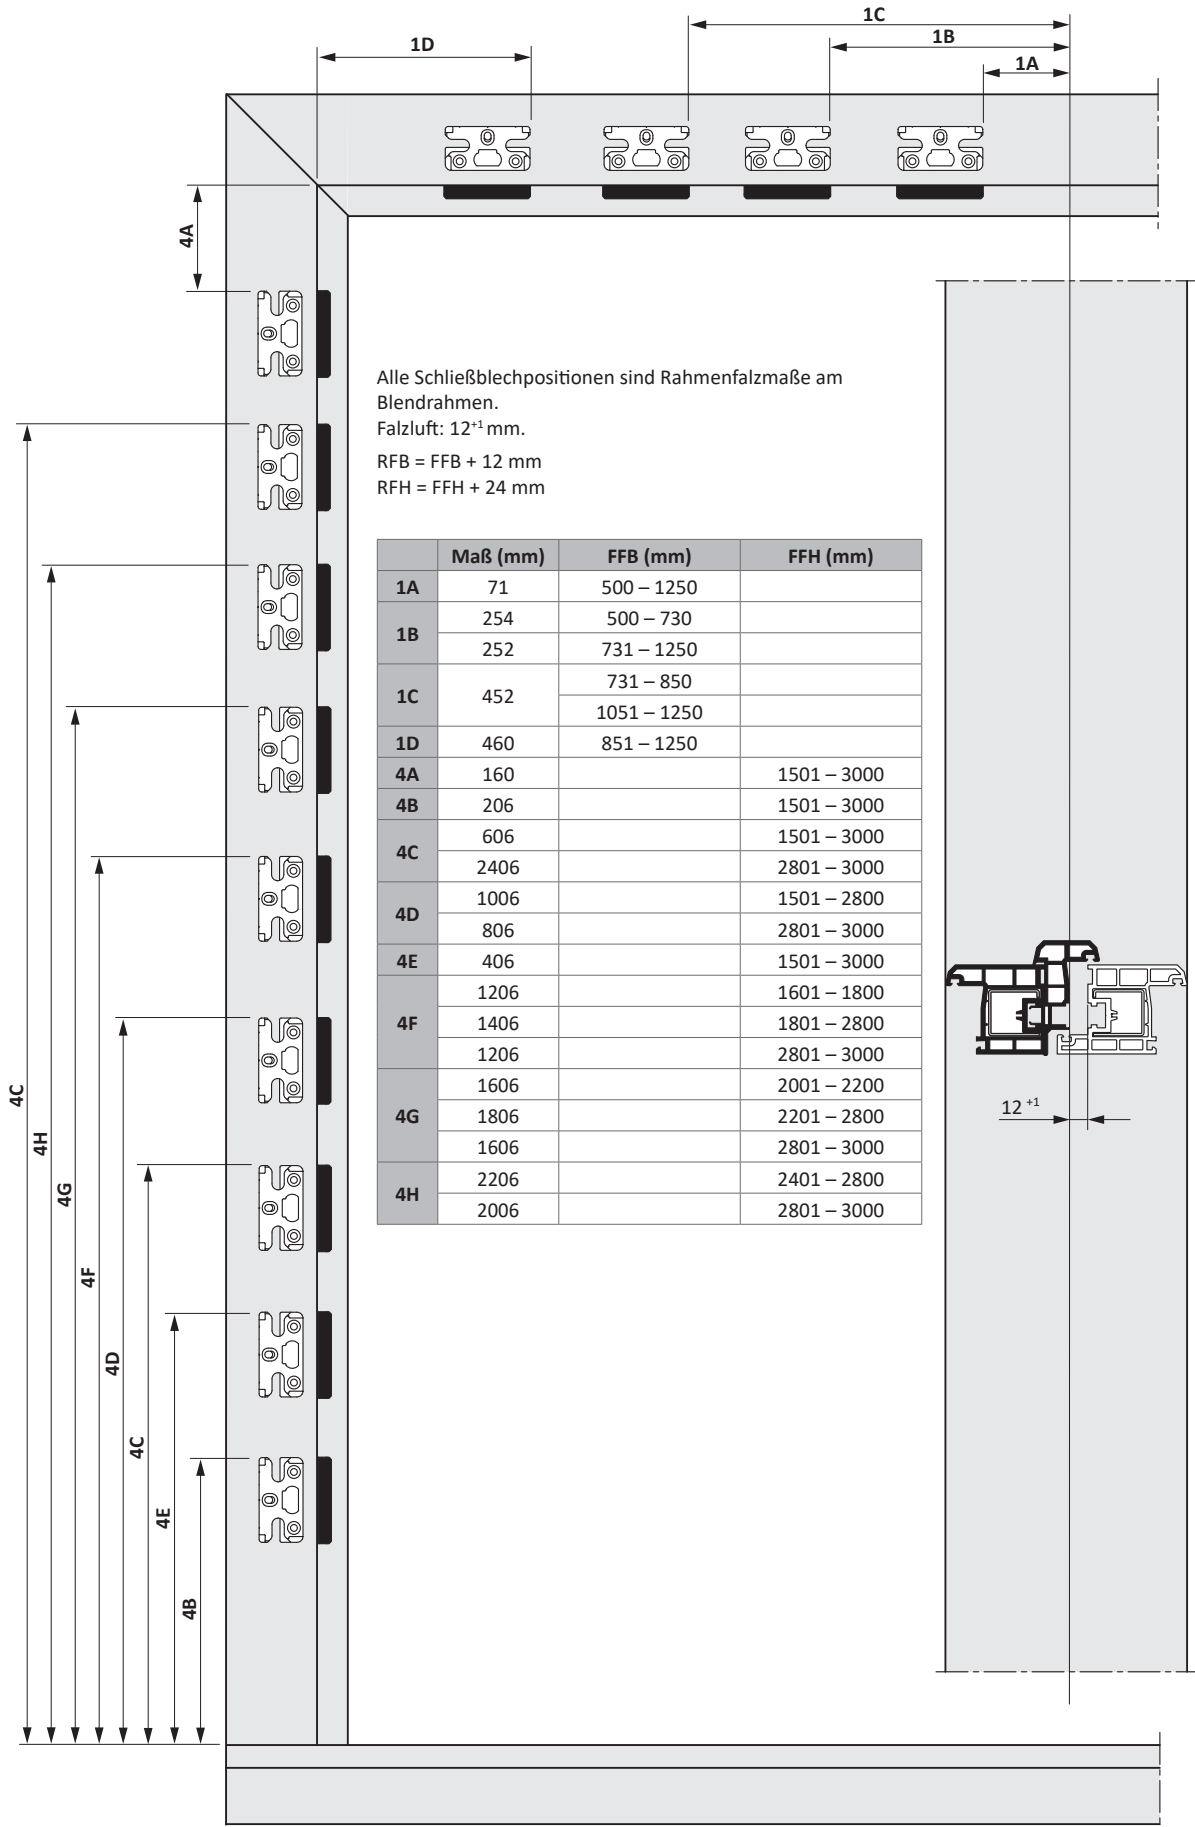 1C
1D
1B
1A
4A
Alle Schließblechpositionen sind Rahmenfalzmaße am
Blendrahmen.
Falzluft: 12⁺¹ mm.
RFB = FFB + 12 mm
RFH = FFH + 24 mm
Maß (mm) FFB (mm) FFH (mm)
1A 71 500 – 1250
1B 254 500 – 730
252 731 – 1250
1C 452 731 – 850
1051 – 1250
1D 460 851 – 1250
4A 160 1501 – 3000
4B 206 1501 – 3000
4C 606 1501 – 3000
2406 2801 – 3000
4D 1006 1501 – 2800
806 2801 – 3000
4E 406 1501 – 3000
4F 1206 1601 – 1800
1406 1801 – 2800
1206 2801 – 3000
4G 1606 2001 – 2200
1806 2201 – 2800
1606 2801 – 3000
4H 2206 2401 – 2800
2006 2801 – 3000
12 ⁺¹
4C
4H
4G
4F
4D
4C
4E
4B